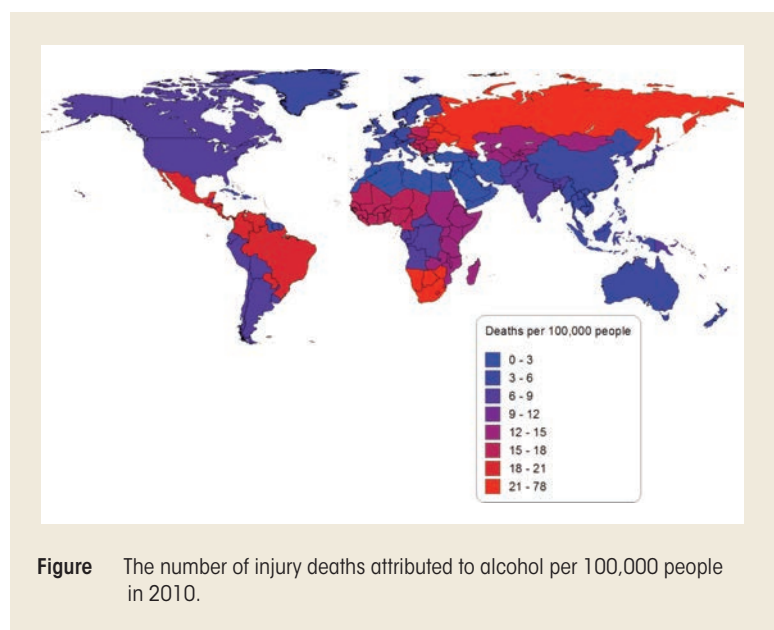 Deaths per 100,000 people
0 - 3
3 - 6
6 - 9
9 - 12
12 - 15
15 - 18
18 - 21
21 - 78
Figure The number of injury deaths attributed to alcohol per 100,000 people
in 2010.